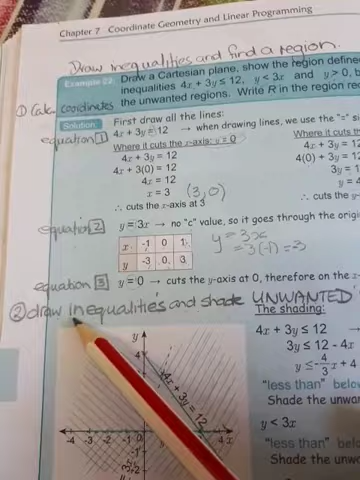 Chapter 7 Coordinate Geometry and Linear Programming
Draw inequalities and find a region.
Example 22 Draw a Cartesian plane, show the region define
inequalities 4x + 3y ≤ 12, y < 3x and y > 0, b
the unwanted regions. Write R in the region req
① Calc coordinates
Solution First draw all the lines:
equation 1
4x + 3y = 12 → when drawing lines, we use the "="
Where it cuts the x-axis: y = 0
4x + 3y = 12
4x + 3(0) = 12
4x = 12
x = 3 (3, 0)
∴ cuts the x-axis at 3
Where it cuts
4x + 3y = 12
4(0) + 3y = 12
3y =
y =
∴ cuts the y-
equation 2 y = 3x → no "c" value, so it goes through the origi
x -1 0 1
y -3 0 3
y = 3x
= 3(-1) = -3
equation 3 y = 0 → cuts the y-axis at 0, therefore on the x-
② draw inequalities and shade UNWANTED
The shading:
4x + 3y ≤ 12 →
3y ≤ 12 - 4x
y ≤ -4/3 x + 4
"less than" below
Shade the unwa
y < 3x
"less than" belo
Shade the unwar
y
4
4x + 3y = 12
-4 -3 -2 -1 0 4 x
-1